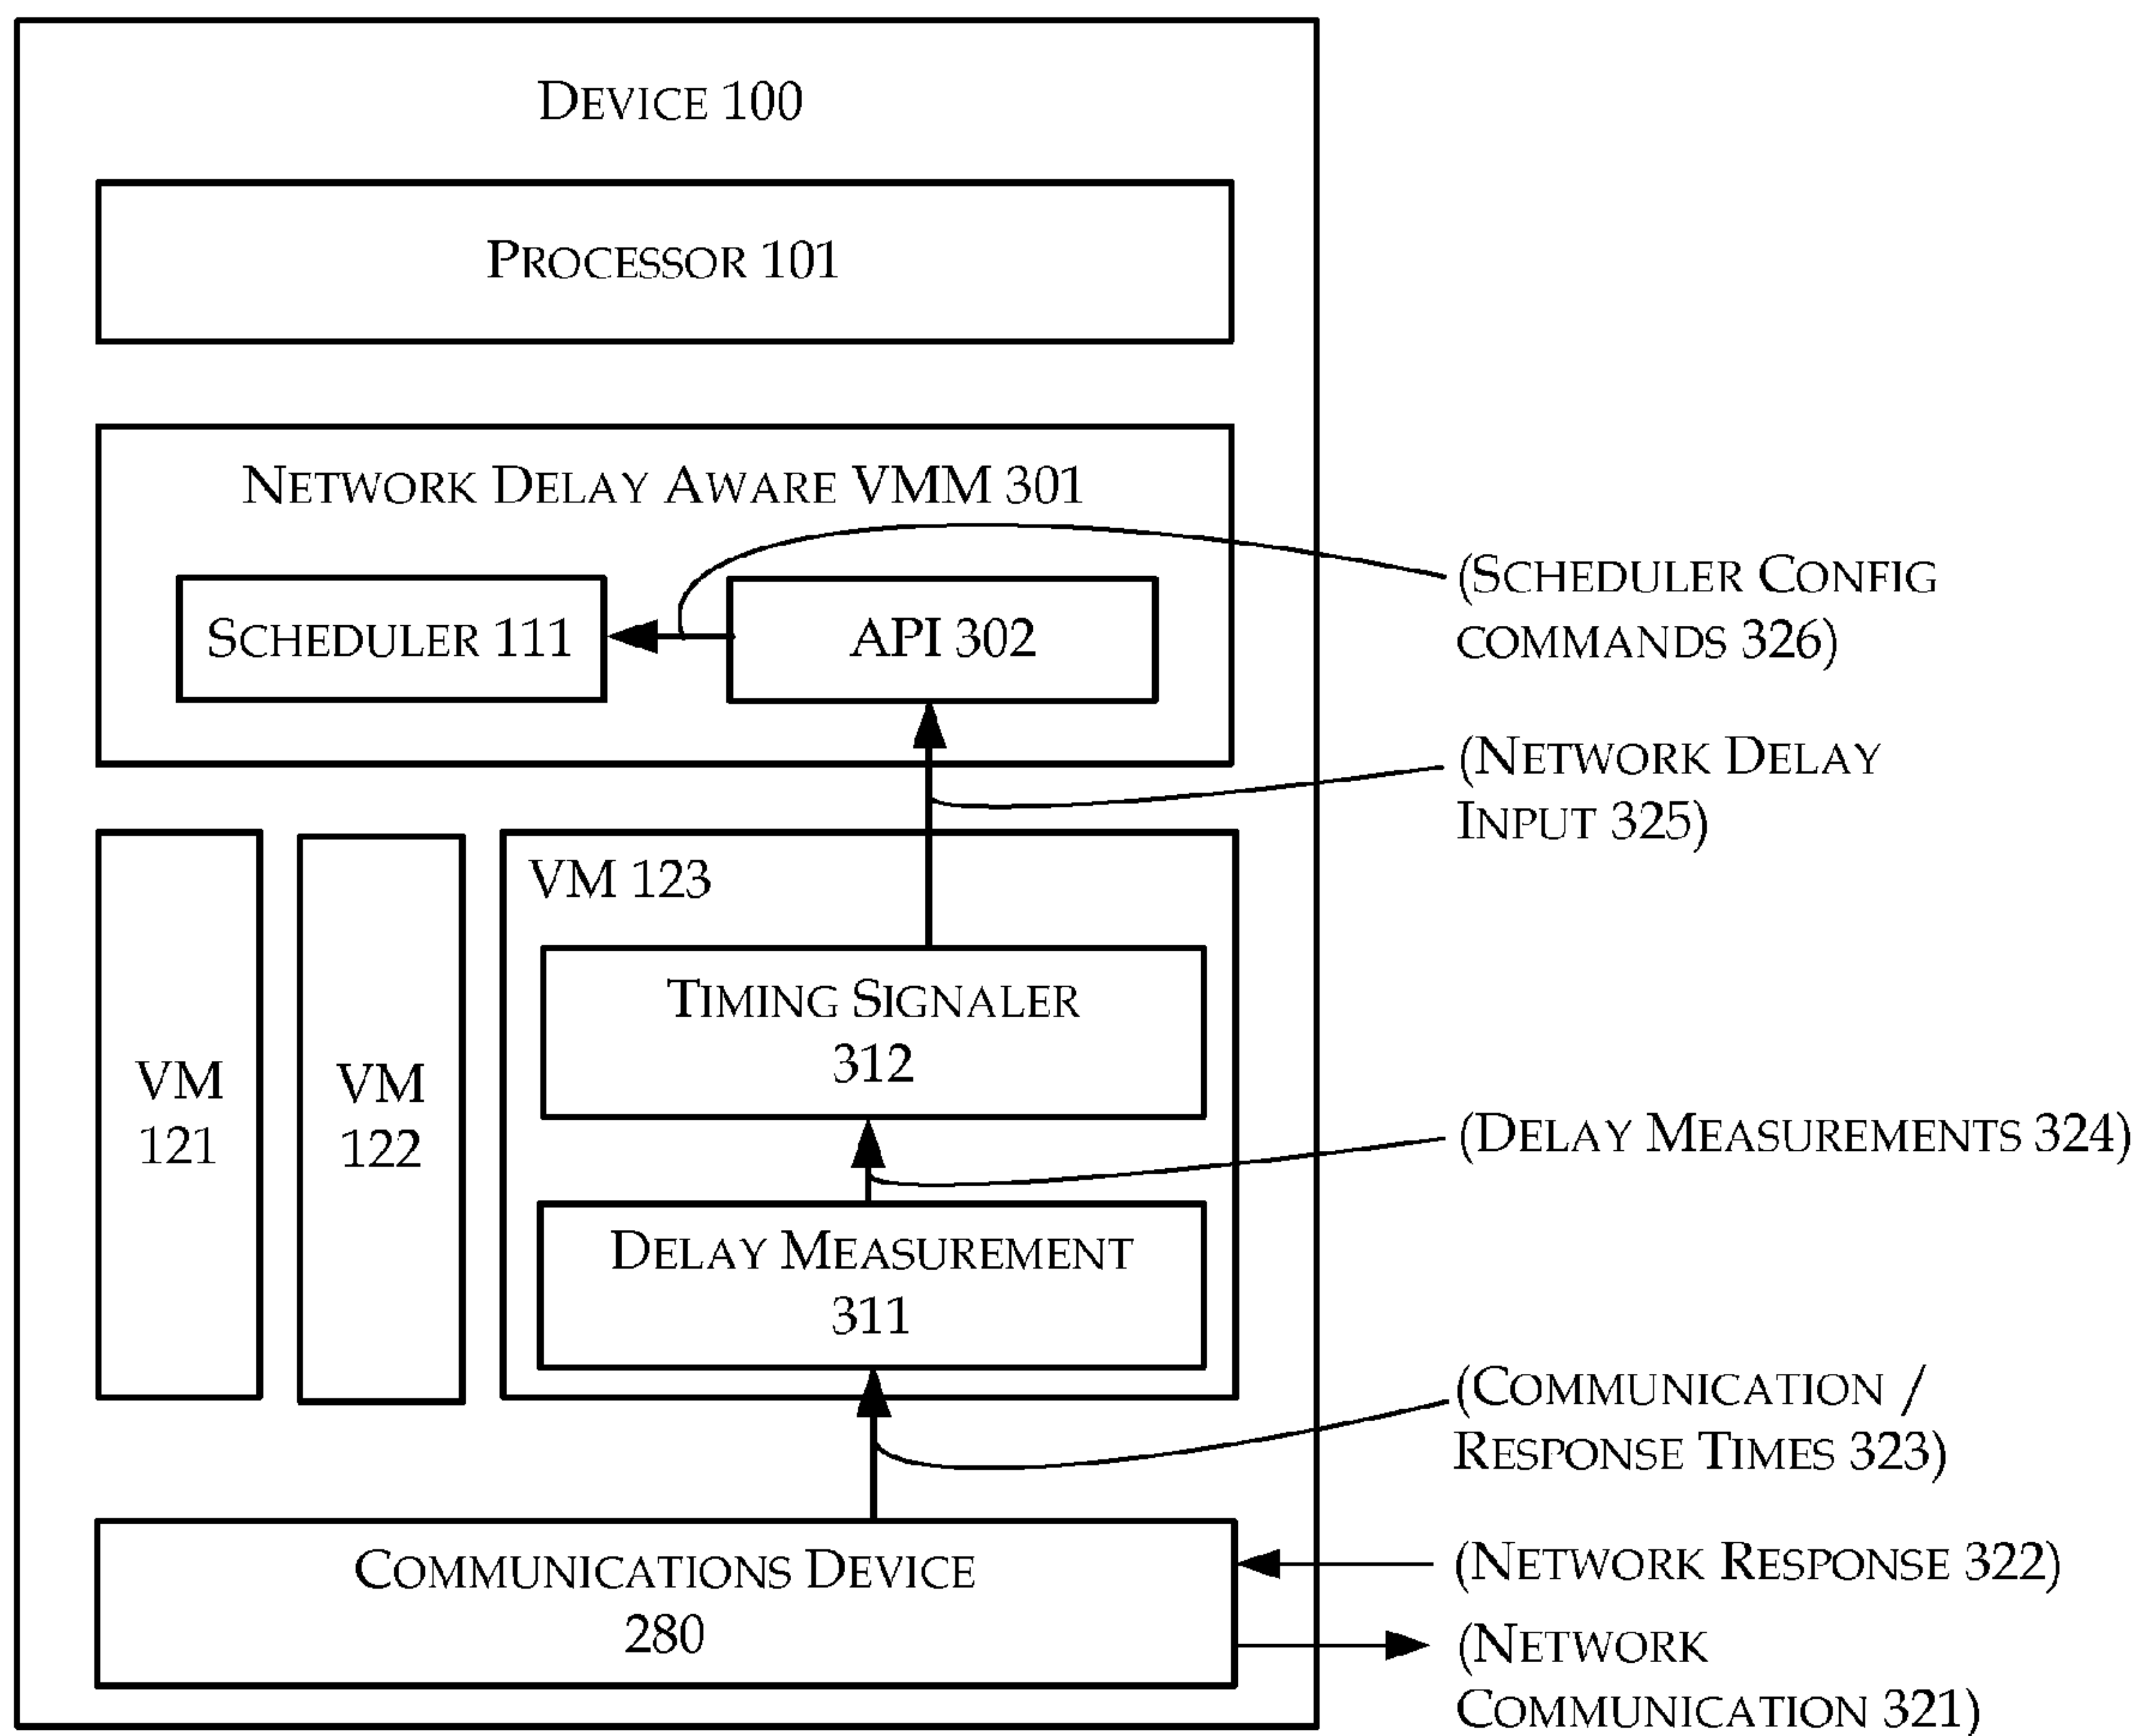 DEVICE 100
PROCESSOR 101
NETWORK DELAY AWARE VMM 301
SCHEDULER 111
API 302
(SCHEDULER CONFIG
COMMANDS 326)
(NETWORK DELAY
INPUT 325)
VM
121
VM
122
VM 123
TIMING SIGNALER
312
(DELAY MEASUREMENTS 324)
DELAY MEASUREMENT
311
(COMMUNICATION /
RESPONSE TIMES 323)
COMMUNICATIONS DEVICE
280
(NETWORK RESPONSE 322)
(NETWORK
COMMUNICATION 321)